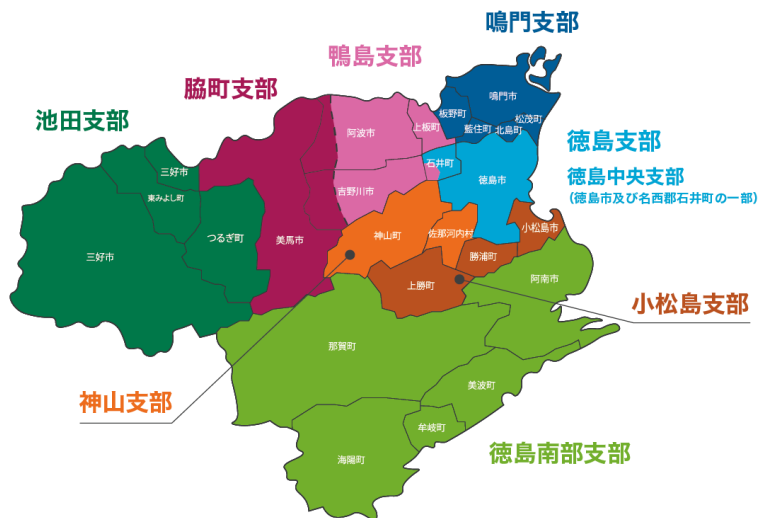 鳴門支部
鴨島支部
脇町支部
池田支部
徳島支部
徳島中央支部
（徳島市及び名西郡石井町の一部）
小松島支部
神山支部
徳島南部支部
鳴門市
松茂町
板野町
藍住町
北島町
上板町
阿波市
石井町
吉野川市
徳島市
三好市
東みよし町
つるぎ町
美馬市
三好市
神山町
佐那河内村
小松島市
勝浦町
上勝町
阿南市
那賀町
美波町
牟岐町
海陽町